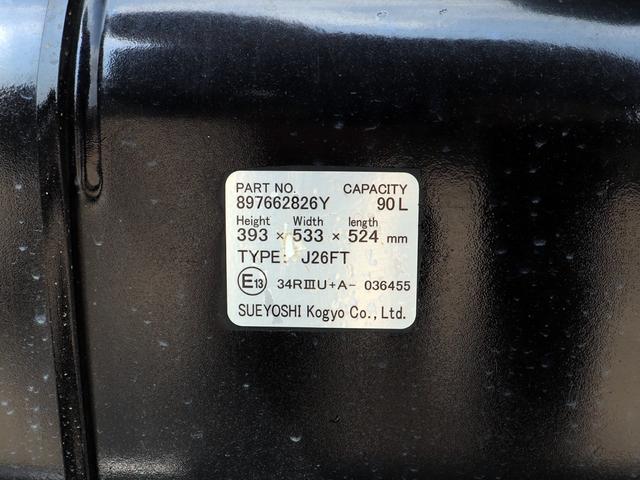 PART NO. CAPACITY
897662826Y 90 L
Height Width length
393 × 533 × 524 mm
TYPE: J26FT
E13 34RⅢU+A- 036455
SUEYOSHI Kogyo Co., Ltd.